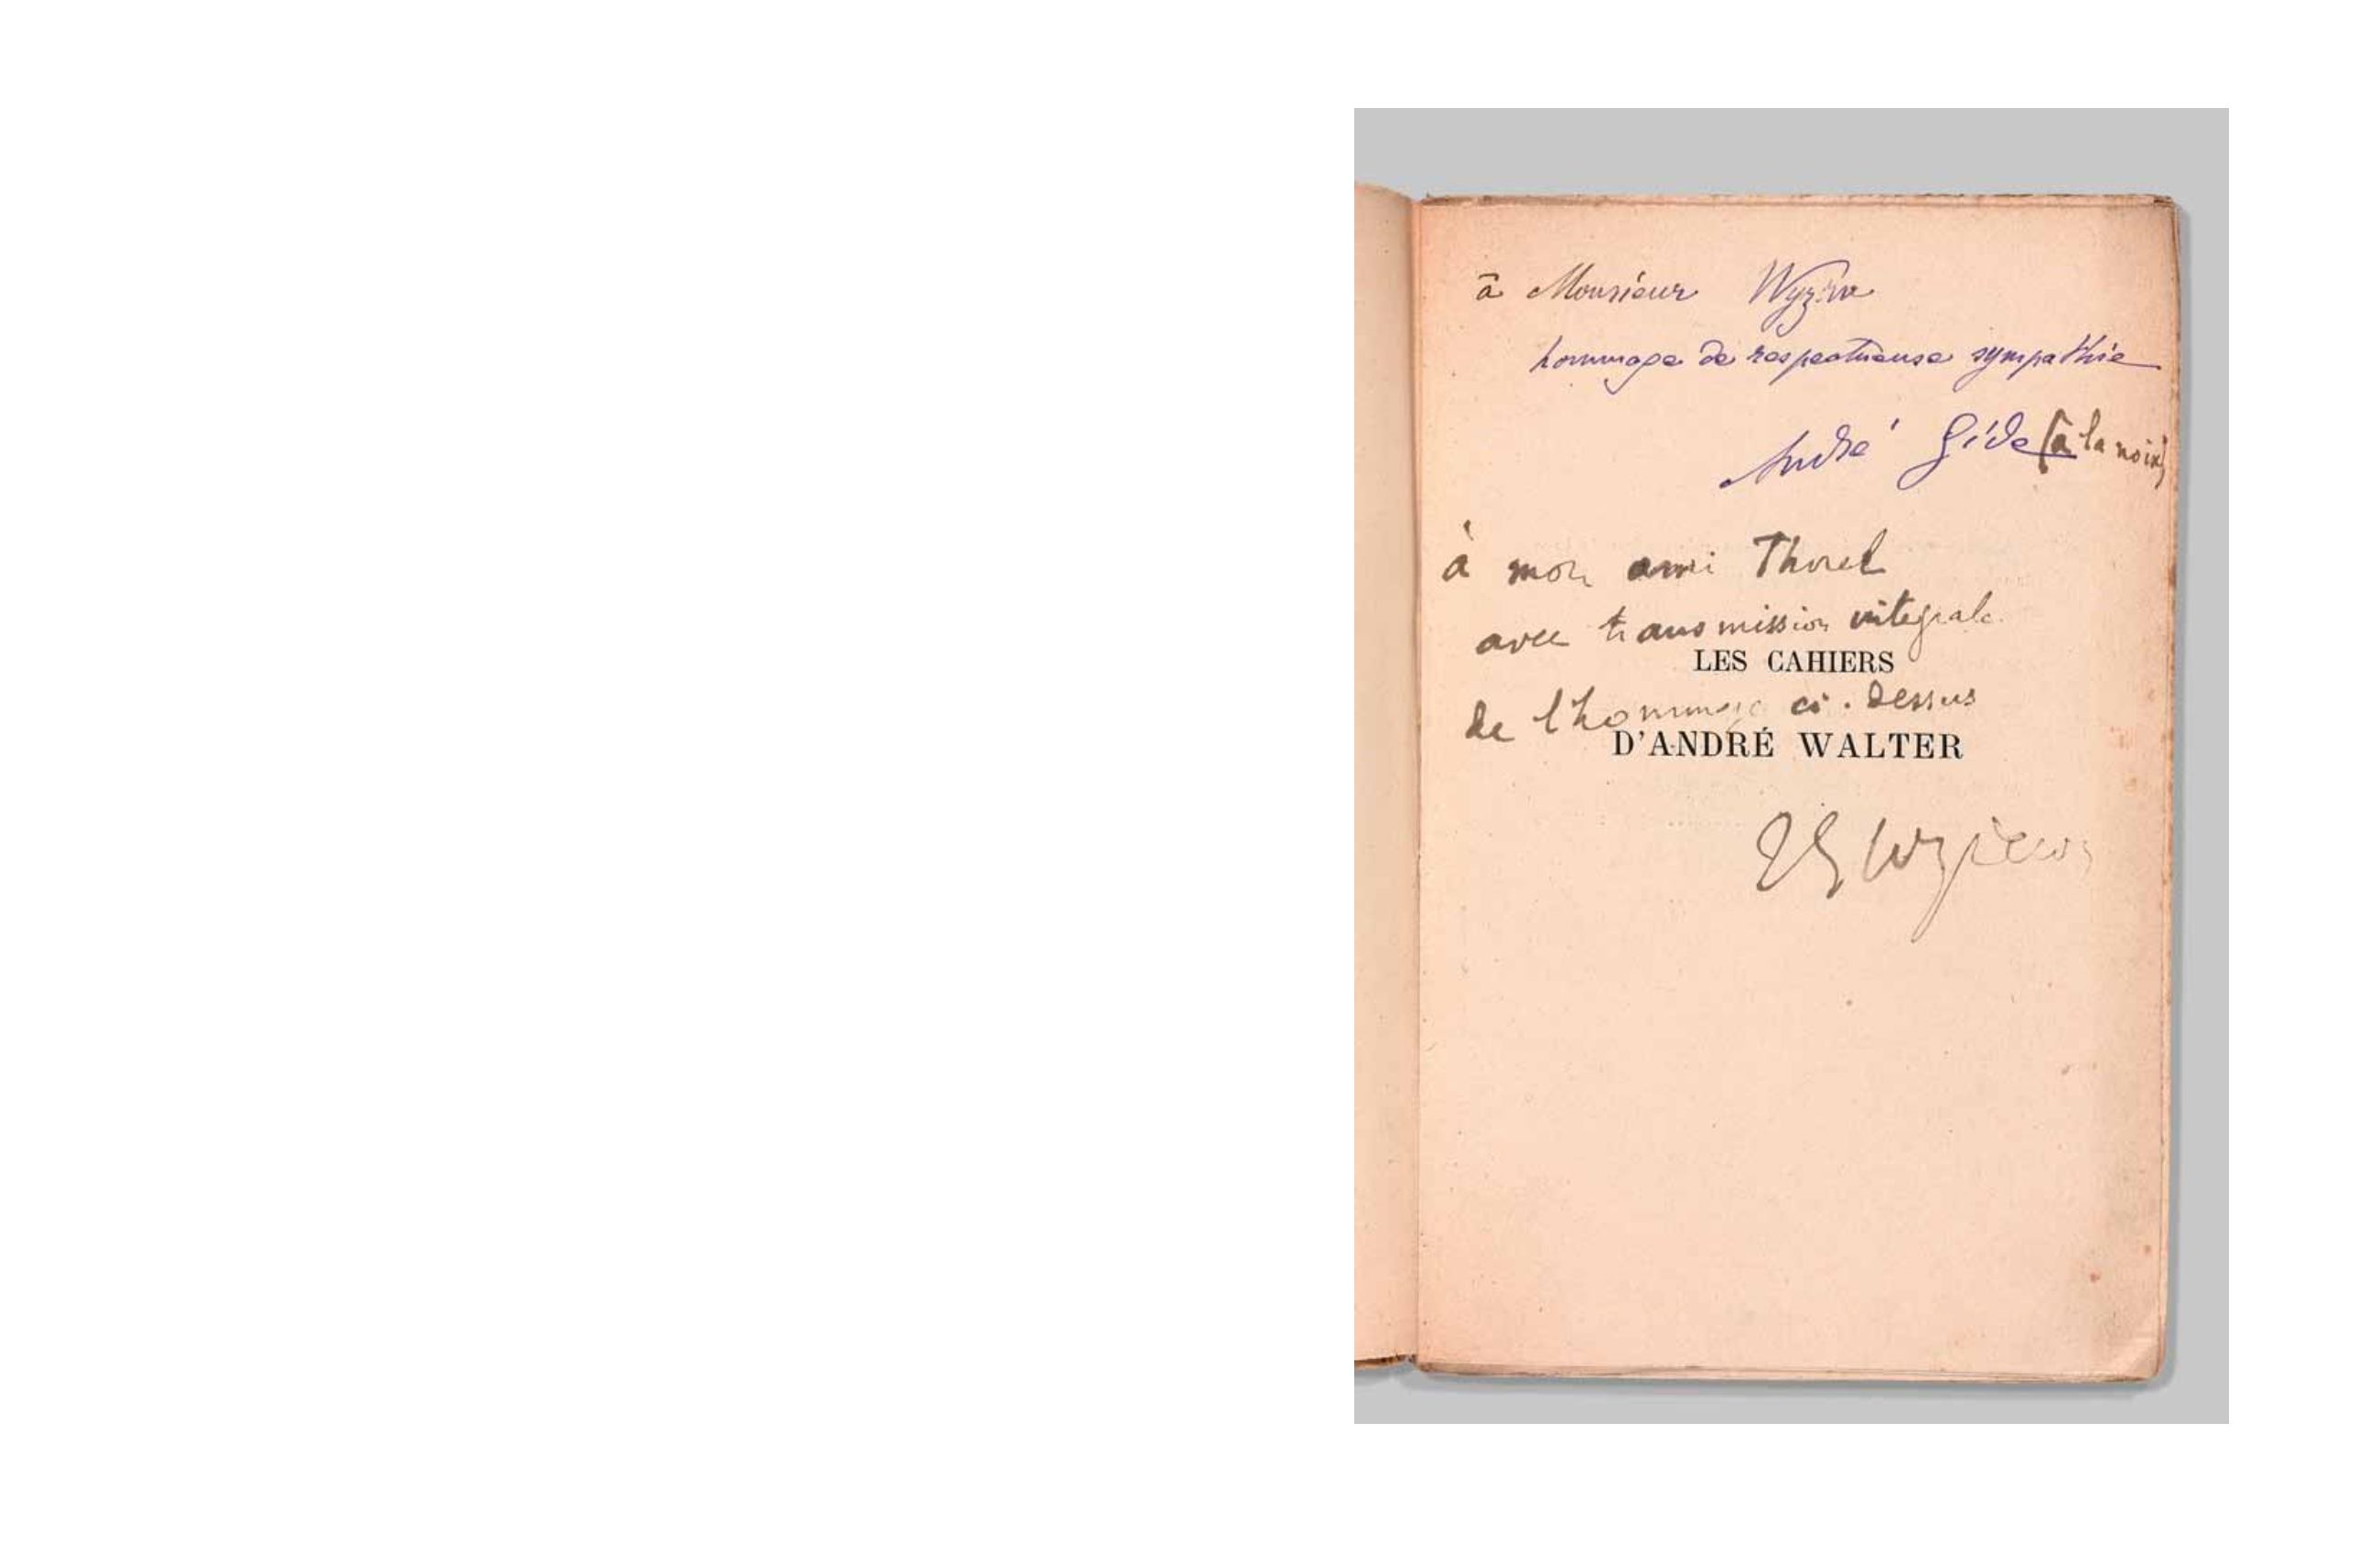 à Monsieur Wyzéwa
hommage de respectueuse sympathie
André Gide (à la noix)
à mon ami Thorel
avec transmission intégrale
LES CAHIERS
de l'hommage ci-dessus
D'ANDRÉ WALTER
Wyzewa